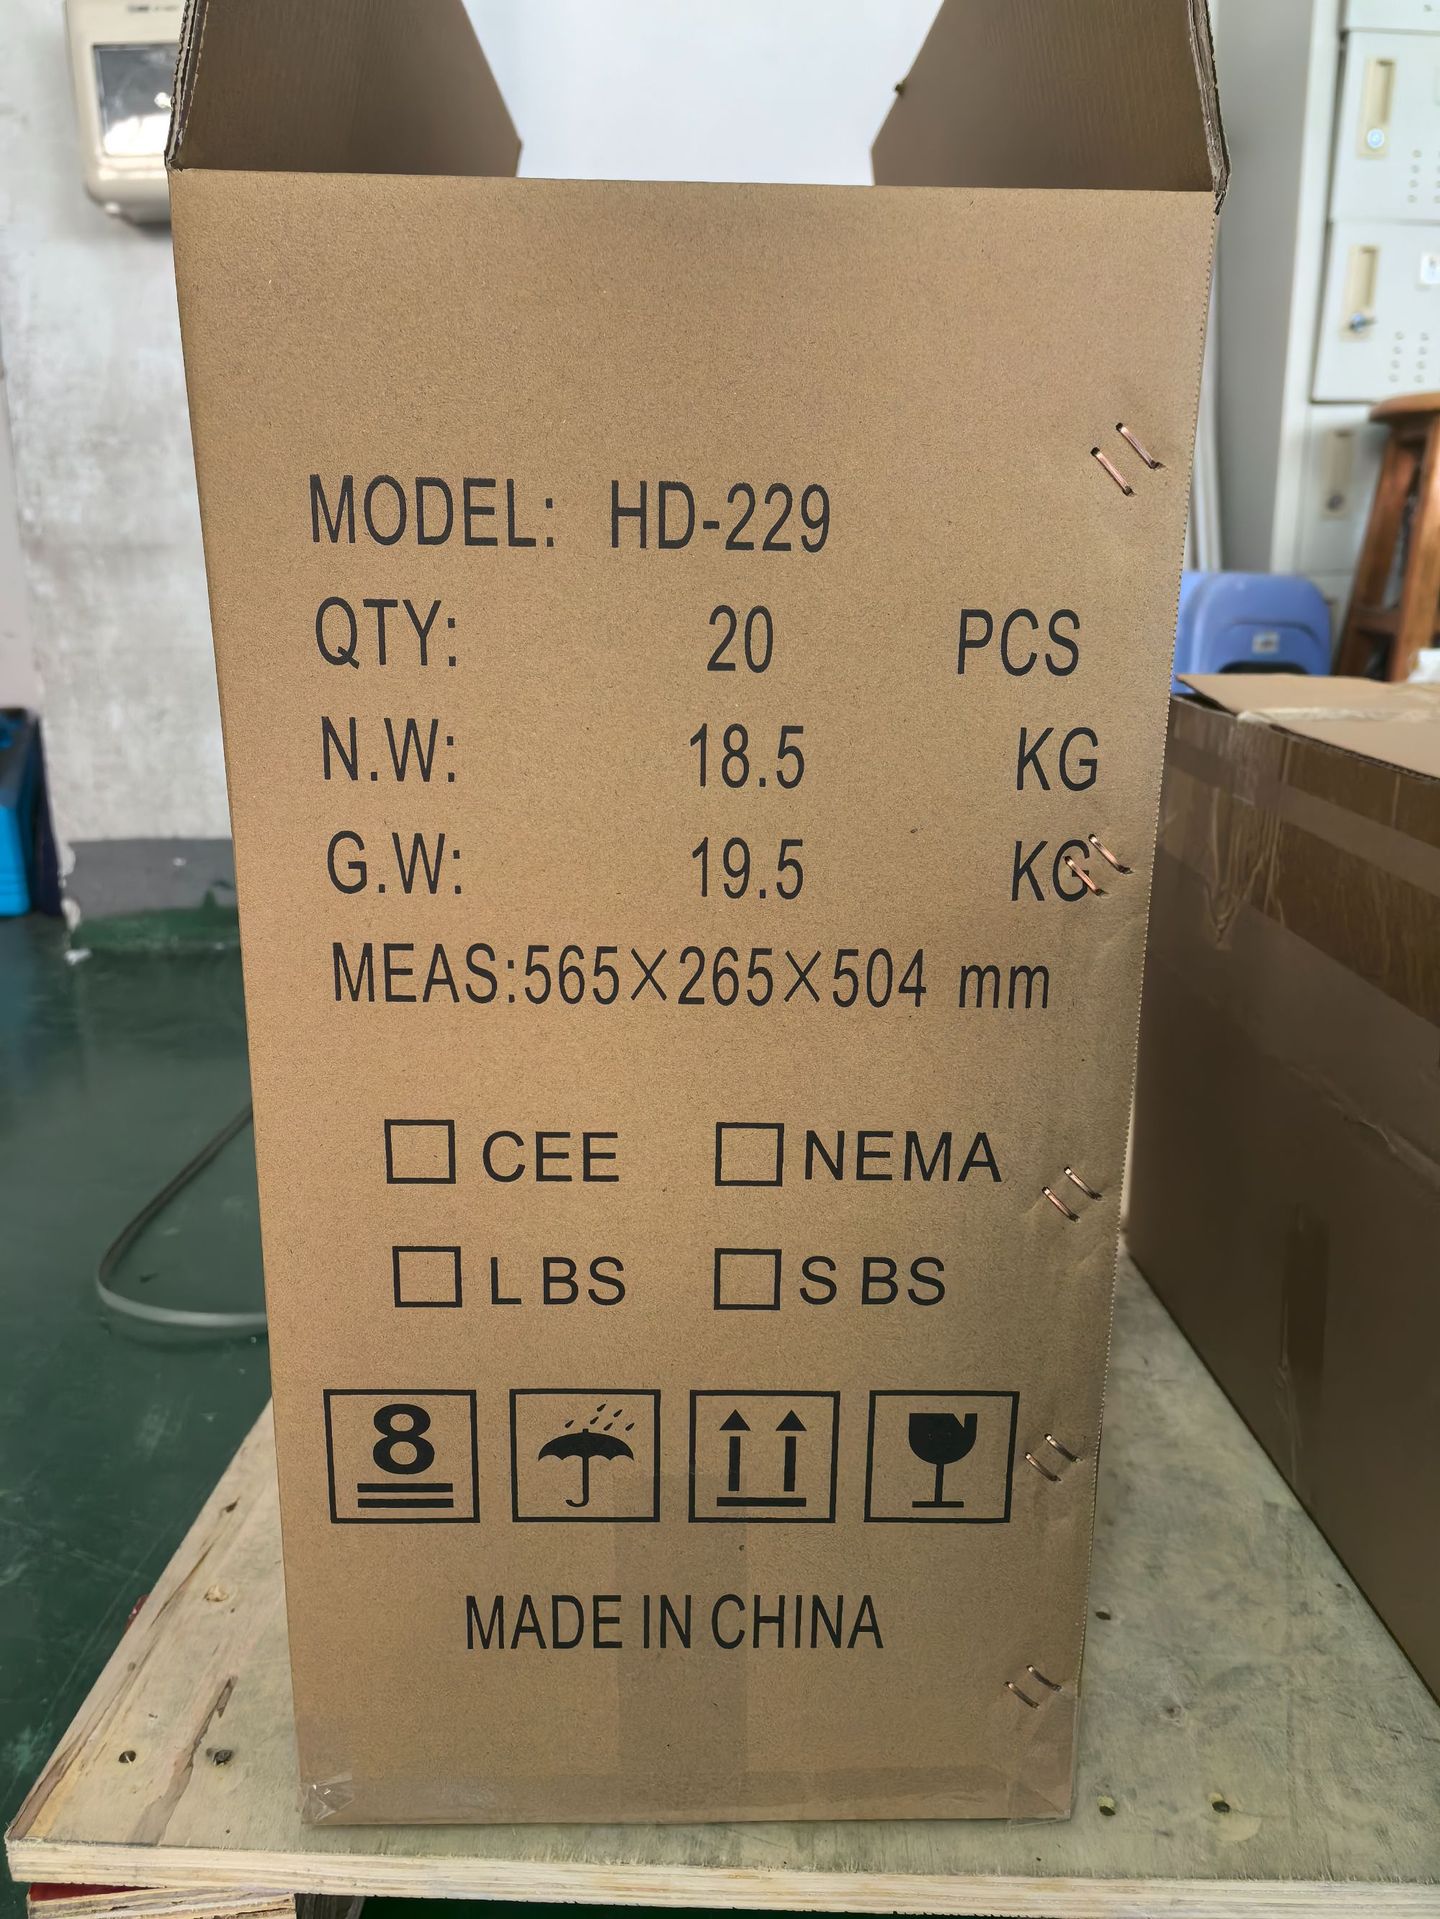 MODEL: HD-229
QTY: 20 PCS
N.W: 18.5 KG
G.W: 19.5 KG
MEAS:565×265×504 mm
CEE NEMA
LBS SBS
8
MADE IN CHINA